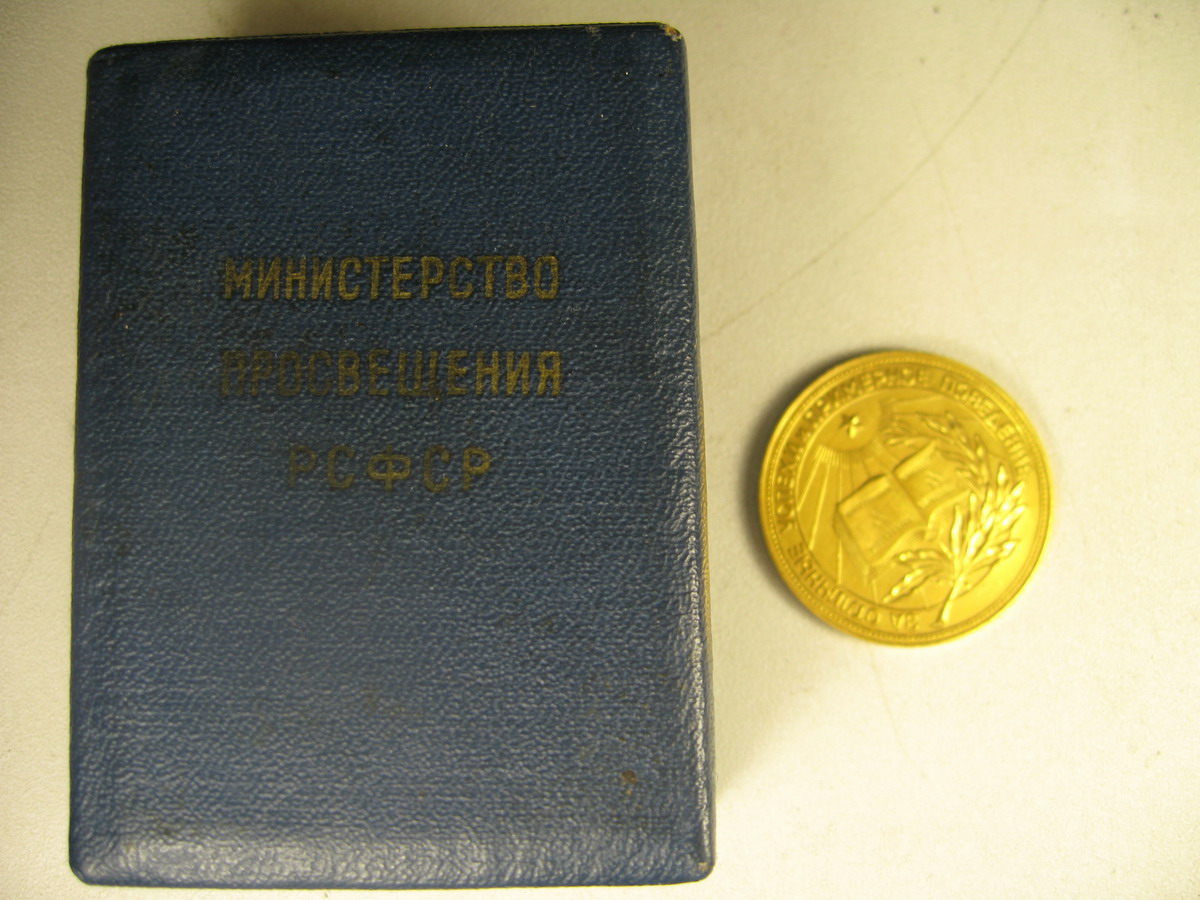 МИНИСТЕРСТВО
ПРОСВЕЩЕНИЯ
РСФСР
ЗА ОТЛИЧНЫЕ УСПЕХИ И ПРИМЕРНОЕ ПОВЕДЕНИЕ